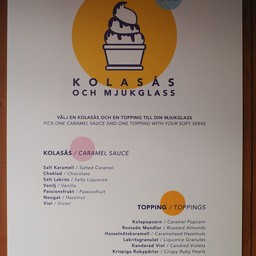 KOLASÅS
OCH MJUKGLASS
VÄLJ EN KOLASÅS OCH EN TOPPING TILL DIN MJUKGLASS
PICK ONE CARAMEL SAUCE AND ONE TOPPING WITH YOUR SOFT SERVE
KOLASÅS / CARAMEL SAUCE
Salt Karamell / Salted Caramel
Choklad / Chocolate
Salt Lakrits / Salty Liquorice
Vanilj / Vanilla
Passionsfrukt / Passionfruit
Nougat / Hazelnut
Viol / Violet
TOPPING / TOPPINGS
Kolapopcorn / Caramel Popcorn
Rostade Mandlar / Roasted Almonds
Hasselnötskaramell / Caramelised Hazelnuts
Lakritsgranulat / Liquorice Granules
Kanderad Viol / Candied Violets
Krispiga Rubypärlor / Crispy Ruby Pearls